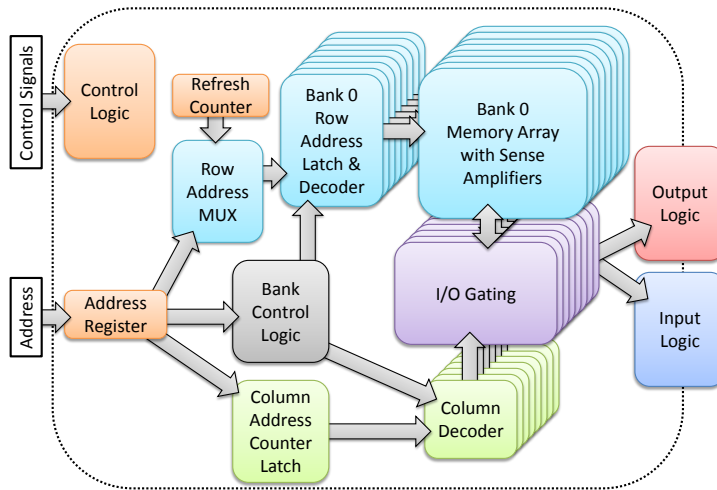 Control Signals
Control
Logic
Refresh
Counter
Row
Address
MUX
Bank 0
Row
Address
Latch &
Decoder
Bank 0
Memory Array
with Sense
Amplifiers
Output
Logic
Address
Address
Register
Bank
Control
Logic
I/O Gating
Input
Logic
Column
Address
Counter
Latch
Column
Decoder